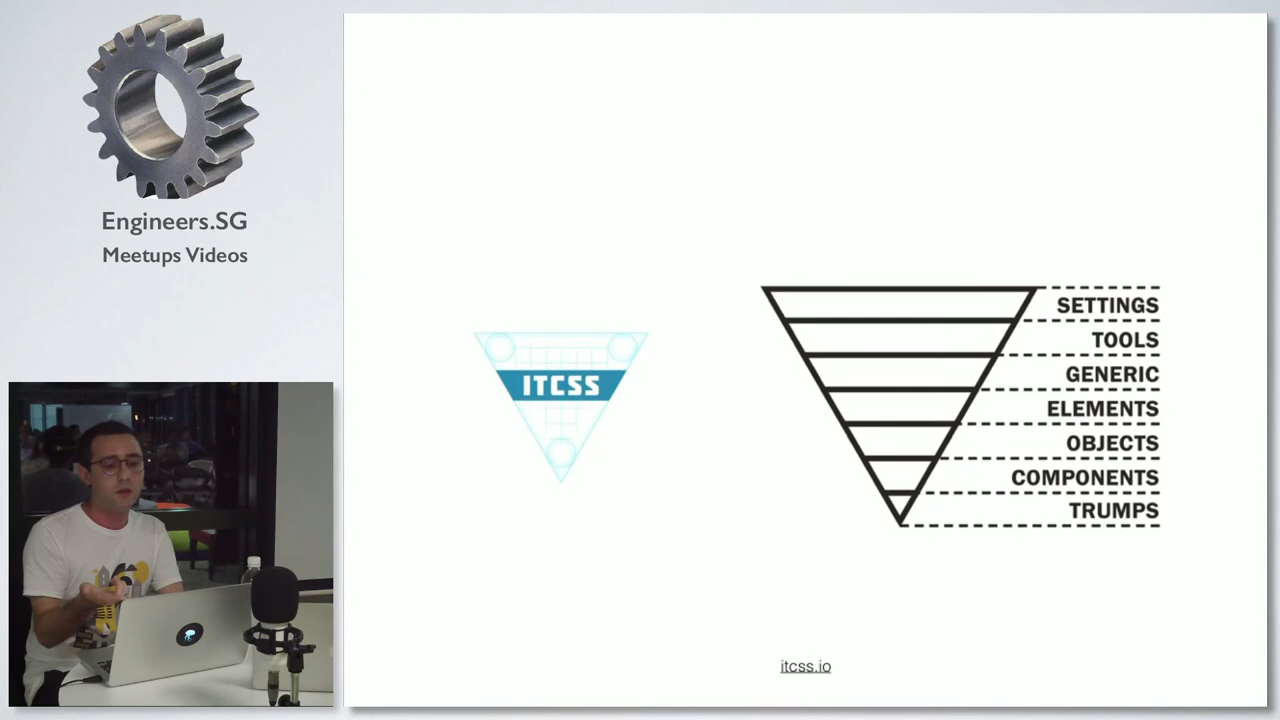 Engineers.SG
Meetups Videos
ITCSS
SETTINGS
TOOLS
GENERIC
ELEMENTS
OBJECTS
COMPONENTS
TRUMPS
itcss.io